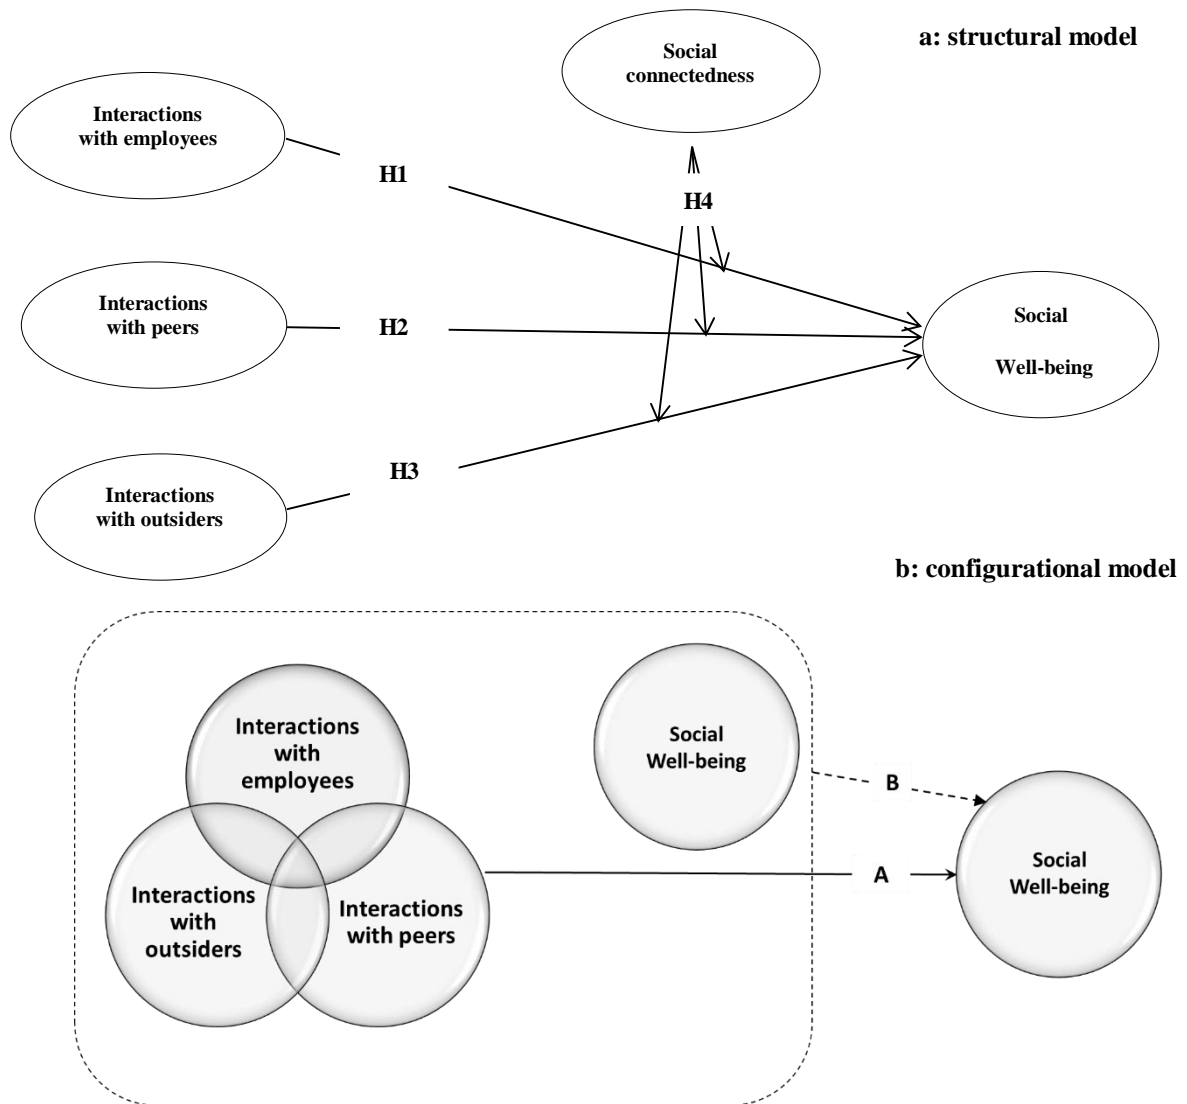 a: structural model
Social
connectedness
Interactions
with employees
H1
H4
Interactions
with peers
H2
Social
Well-being
Interactions
with outsiders
H3
b: configurational model
Interactions
with
employees
Social
Well-being
B
Interactions
with
outsiders
Interactions
with peers
A
Social
Well-being